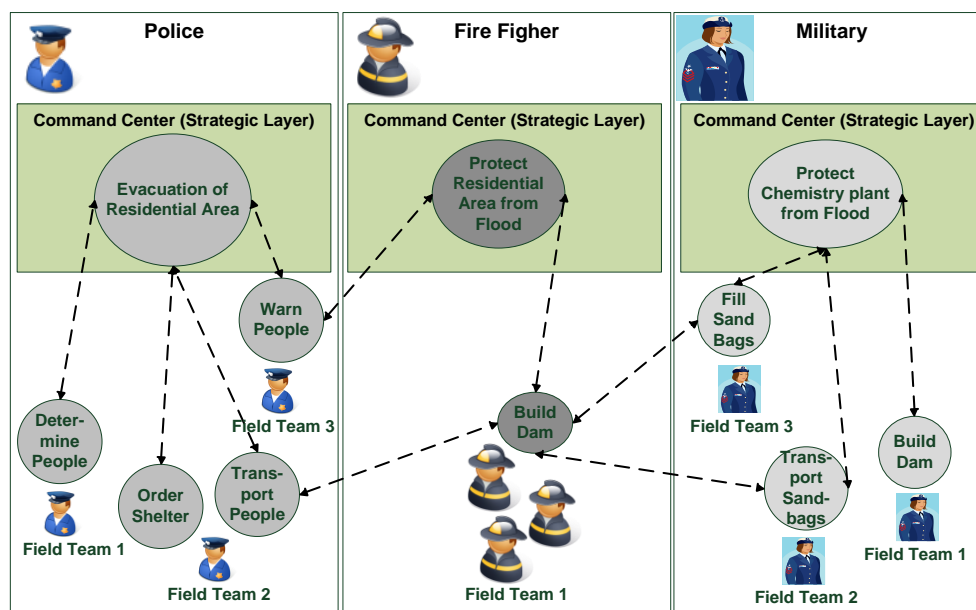 Police
Fire Figher
Military
Command Center (Strategic Layer)
Command Center (Strategic Layer)
Command Center (Strategic Layer)
Evacuation of
Residential Area
Protect
Residential
Area from
Flood
Protect
Chemistry plant
from Flood
Warn
People
Fill
Sand
Bags
Field Team 3
Field Team 3
Deter-
mine
People
Order
Shelter
Trans-
port
People
Build
Dam
Trans-
port
Sand-
bags
Build
Dam
Field Team 1
Field Team 2
Field Team 1
Field Team 2
Field Team 1